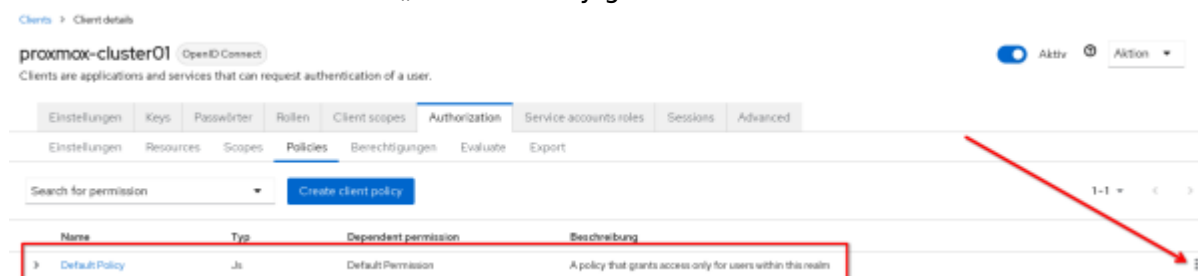 Clients > Client details
proxmox-cluster01 OpenID Connect Aktiv Aktion
Clients are applications and services that can request authentication of a user.
Einstellungen Keys Passwörter Rollen Client scopes Authorization Service accounts roles Sessions Advanced
Einstellungen Resources Scopes Policies Berechtigungen Evaluate Export
Search for permission Create client policy 1-1
Name Typ Dependent permission Beschreibung
Default Policy Js Default Permission A policy that grants access only for users within this realm